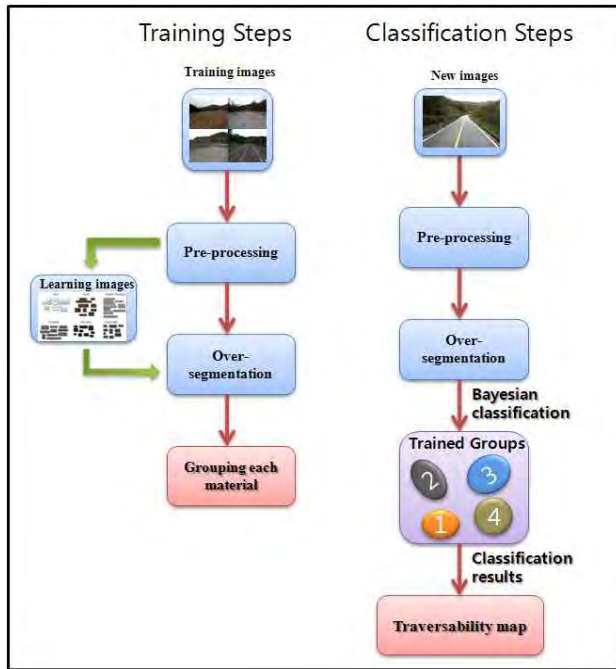 Training Steps
Classification Steps
Training images
Pre-processing
Learning images
Over-
segmentation
Grouping each
material
New images
Pre-processing
Over-
segmentation
Bayesian
classification
Trained Groups
2
3
1
4
Classification
results
Traversability map